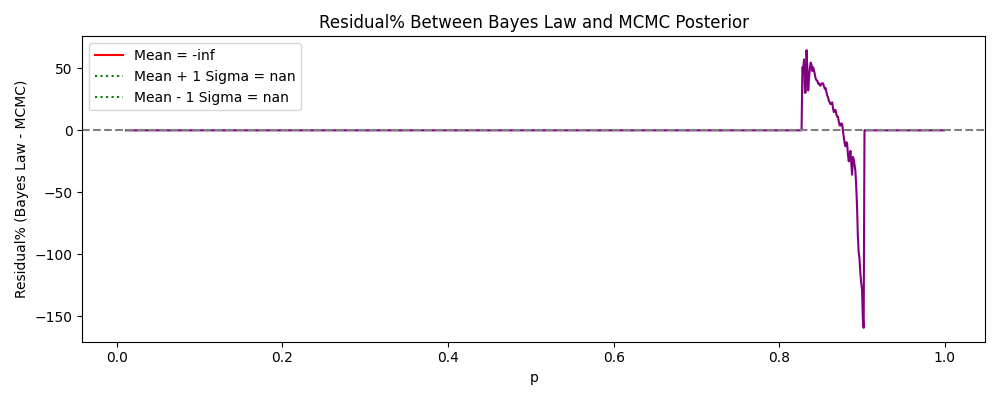 Residual% Between Bayes Law and MCMC Posterior
Mean = -inf
Mean + 1 Sigma = nan
Mean - 1 Sigma = nan
Residual% (Bayes Law - MCMC)
50
0
−50
−100
−150
0.0 0.2 0.4 0.6 0.8 1.0
p